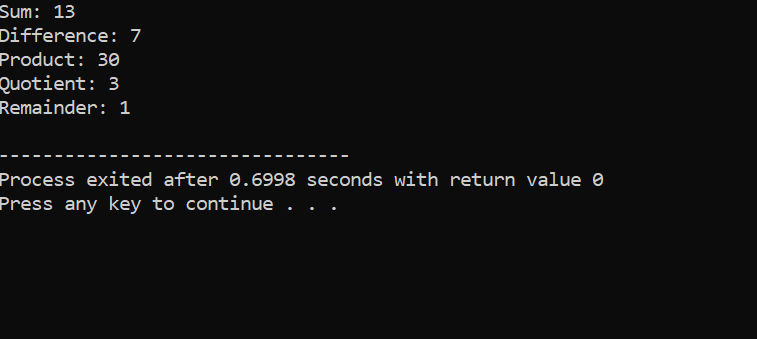 Sum: 13
Difference: 7
Product: 30
Quotient: 3
Remainder: 1
--------------------------------
Process exited after 0.6998 seconds with return value 0
Press any key to continue . . .